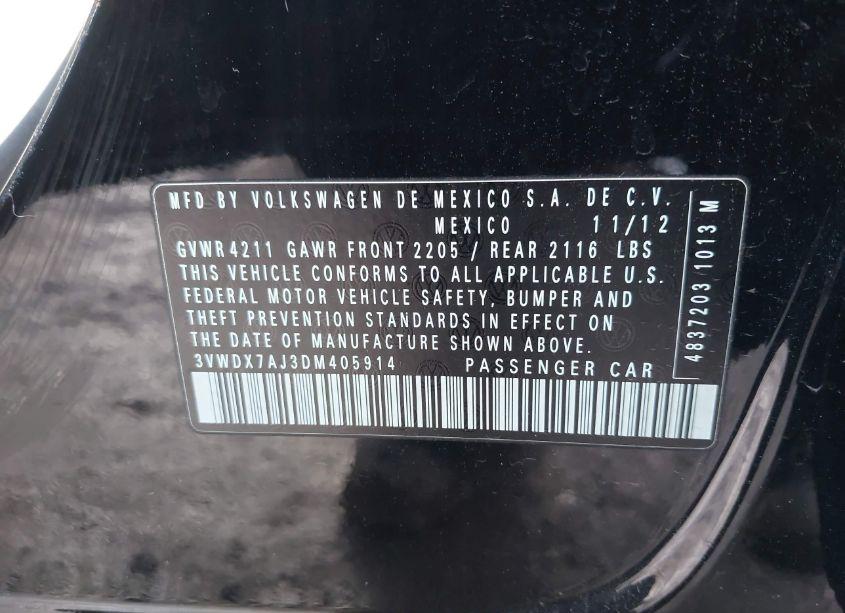 MFD BY VOLKSWAGEN DE MEXICO S.A. DE C.V.
MEXICO 11/12
GVWR 4211 GAWR FRONT 2205 / REAR 2116 LBS
THIS VEHICLE CONFORMS TO ALL APPLICABLE U.S.
FEDERAL MOTOR VEHICLE SAFETY, BUMPER AND
THEFT PREVENTION STANDARDS IN EFFECT ON
THE DATE OF MANUFACTURE SHOWN ABOVE.
3VWDX7AJ3DM405914 PASSENGER CAR
4837203 1013 M